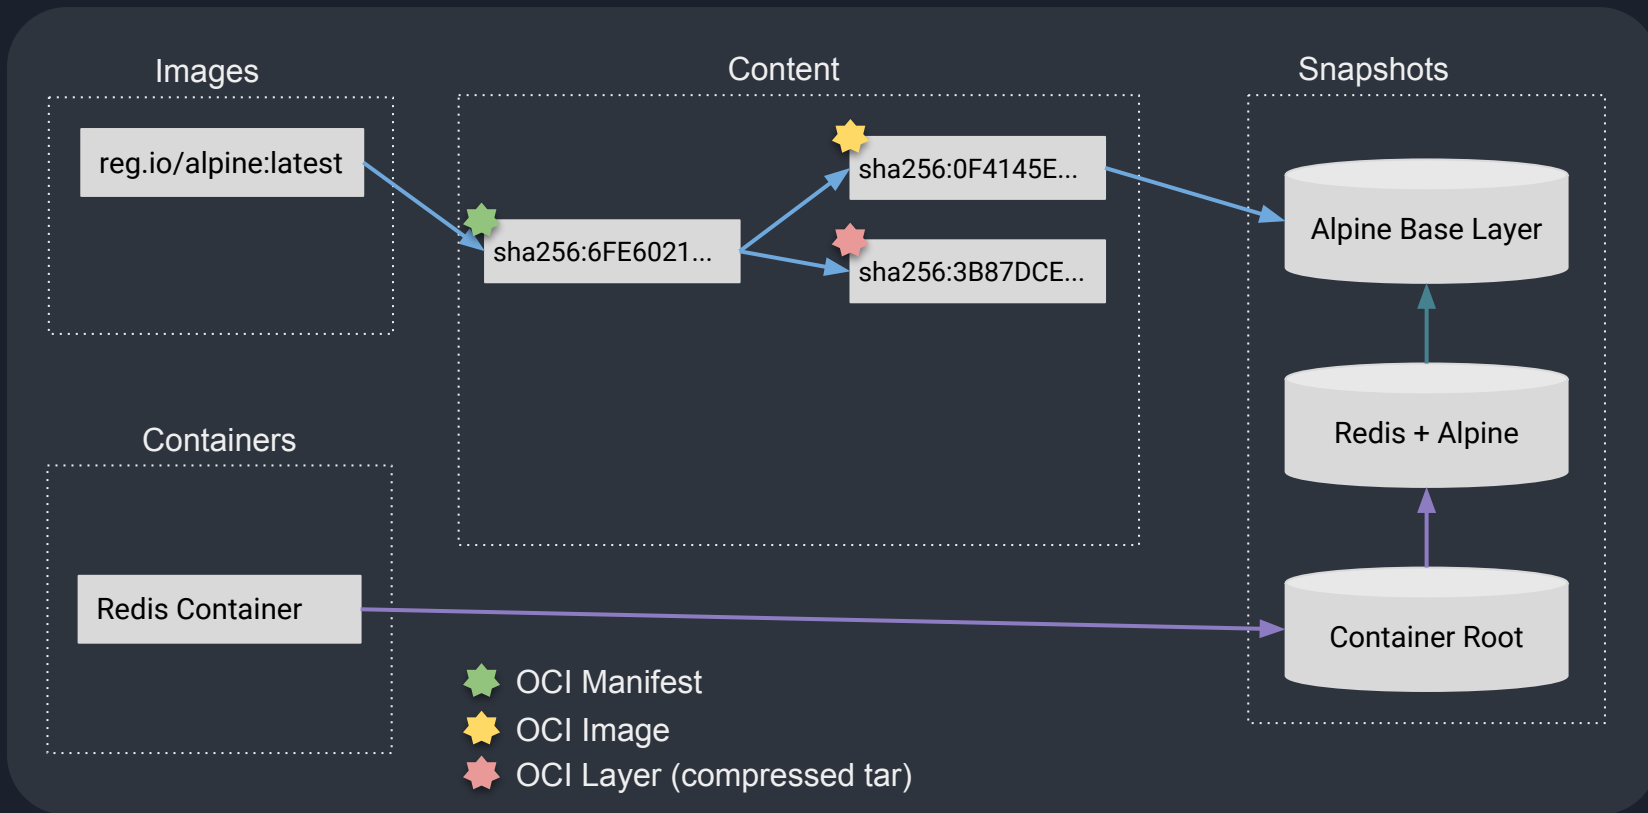 Images
Content
Snapshots
reg.io/alpine:latest
sha256:6FE6021...
sha256:0F4145E...
sha256:3B87DCE...
Alpine Base Layer
Redis + Alpine
Container Root
Containers
Redis Container
OCI Manifest
OCI Image
OCI Layer (compressed tar)